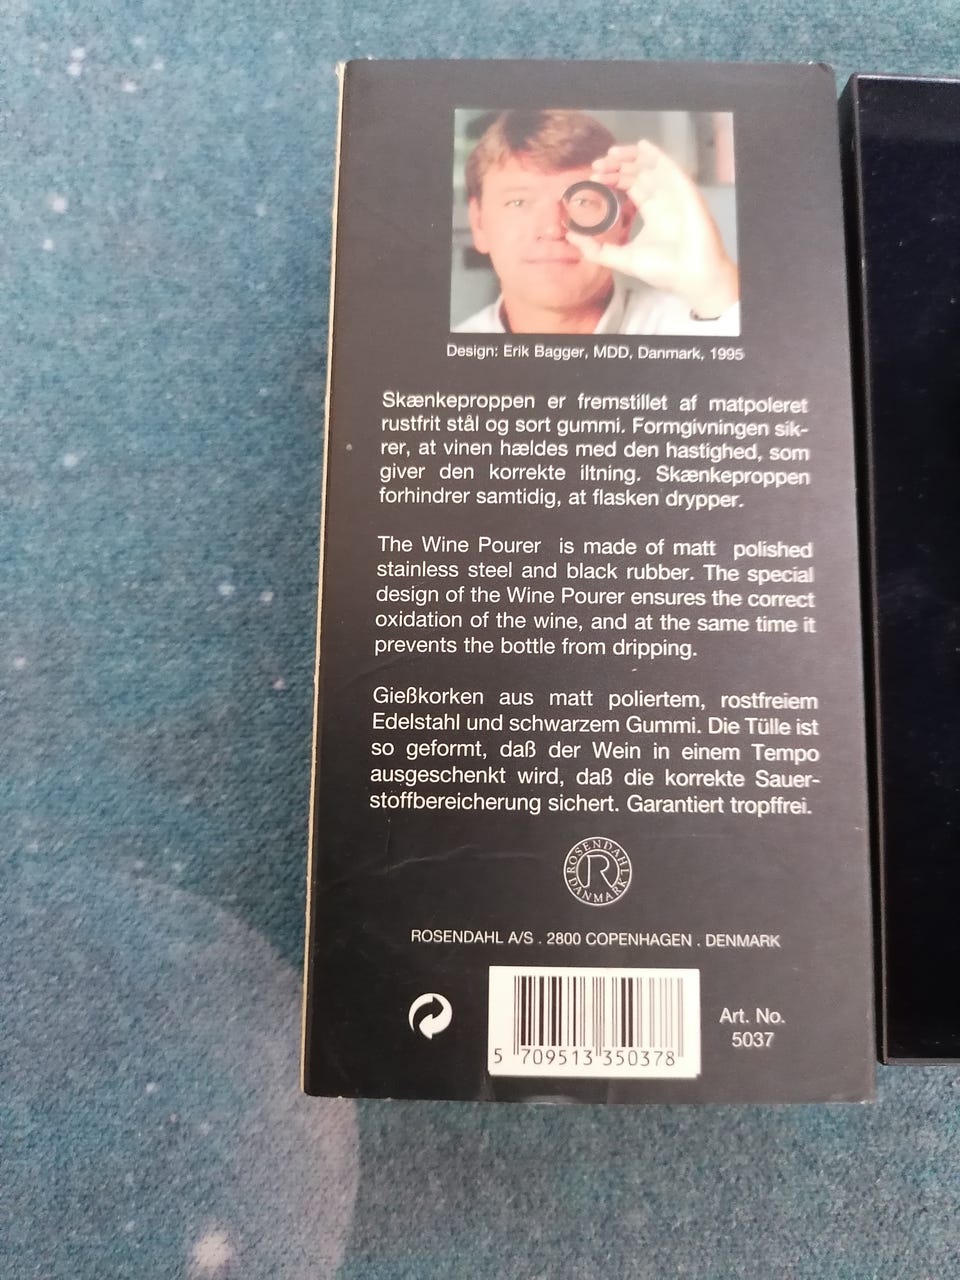 Design: Erik Bagger, MDD, Danmark, 1995
Skænkeproppen er fremstillet af matpoleret
rustfrit stål og sort gummi. Formgivningen sik-
rer, at vinen hældes med den hastighed, som
giver den korrekte iltning. Skænkeproppen
forhindrer samtidig, at flasken drypper.
The Wine Pourer is made of matt polished
stainless steel and black rubber. The special
design of the Wine Pourer ensures the correct
oxidation of the wine, and at the same time it
prevents the bottle from dripping.
Gießkorken aus matt poliertem, rostfreiem
Edelstahl und schwarzem Gummi. Die Tülle ist
so geformt, daß der Wein in einem Tempo
ausgeschenkt wird, daß die korrekte Sauer-
stoffbereicherung sichert. Garantiert tropffrei.
ROSENDAHL
R
DANMARK
ROSENDAHL A/S . 2800 COPENHAGEN . DENMARK
Art. No.
5037
5 709513 350378